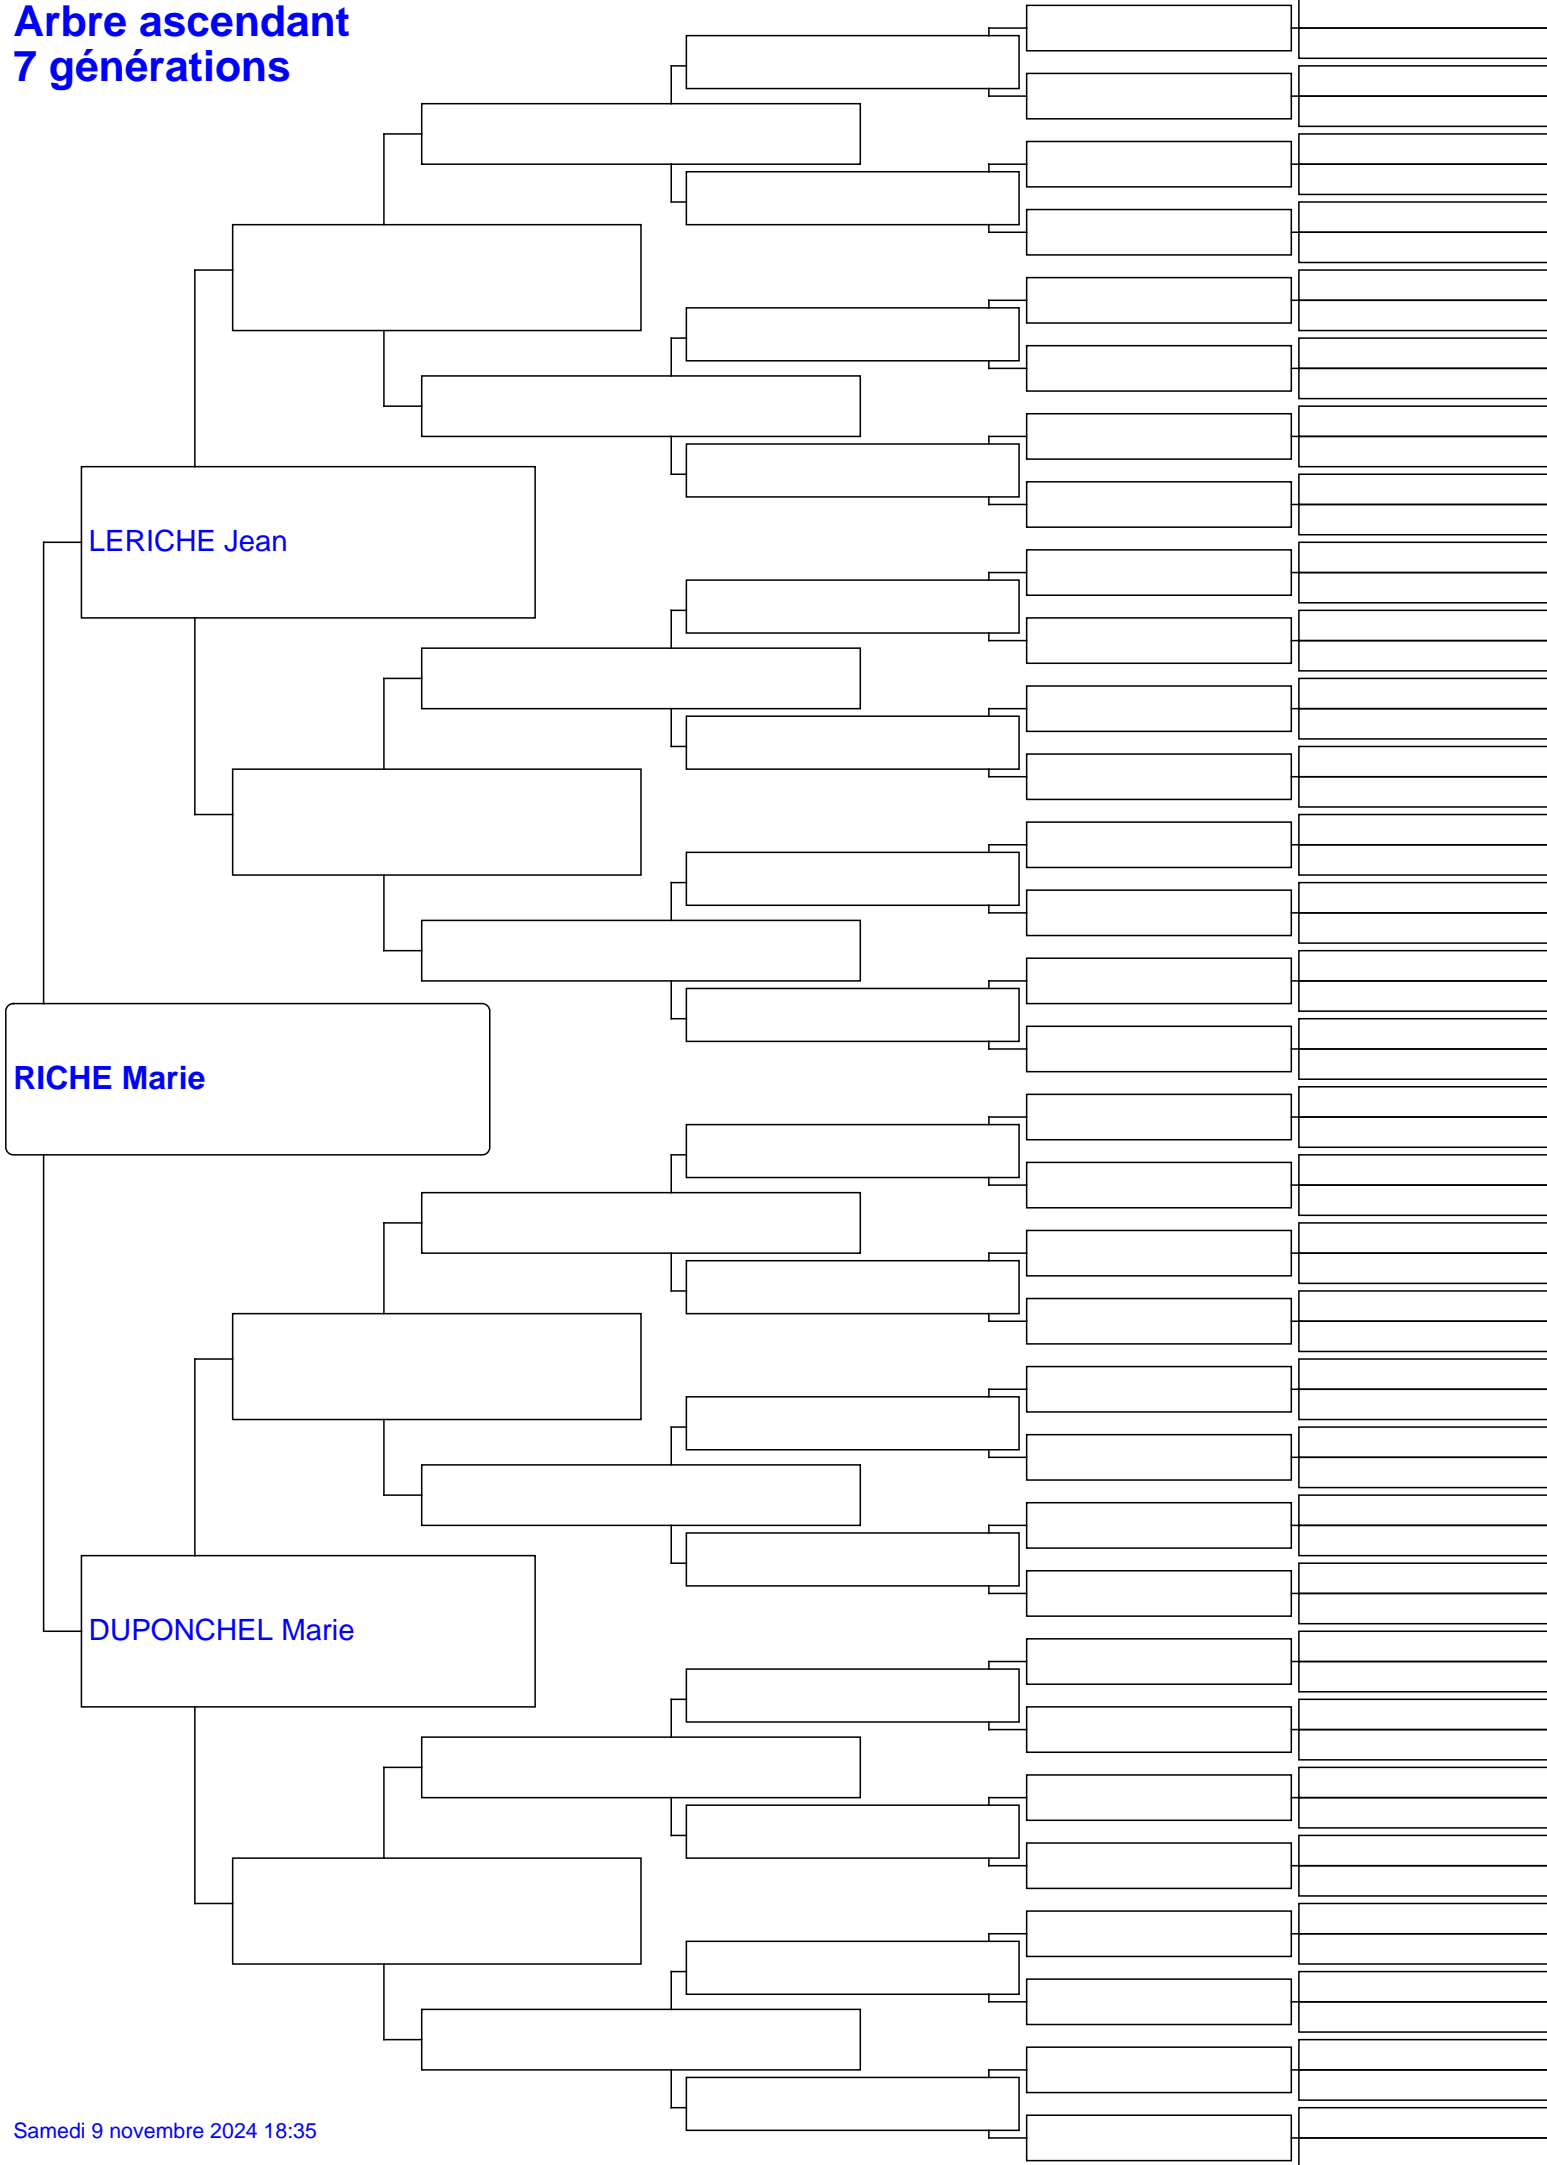 Arbre ascendant
7 générations
LERICHE Jean
RICHE Marie
DUPONCHEL Marie
Samedi 9 novembre 2024 18:35